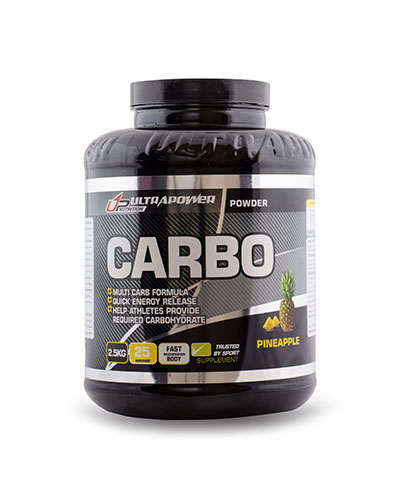 ULTRAPOWER
NUTRITION
POWDER
CARBO
MULTI CARB FORMULA
QUICK ENERGY RELEASE
HELP ATHLETES PROVIDE
REQUIRED CARBOHYDRATE
PINEAPPLE
2.5KG
25
FAST
BODY
TRUSTED
BY SPORT
SUPPLEMENT